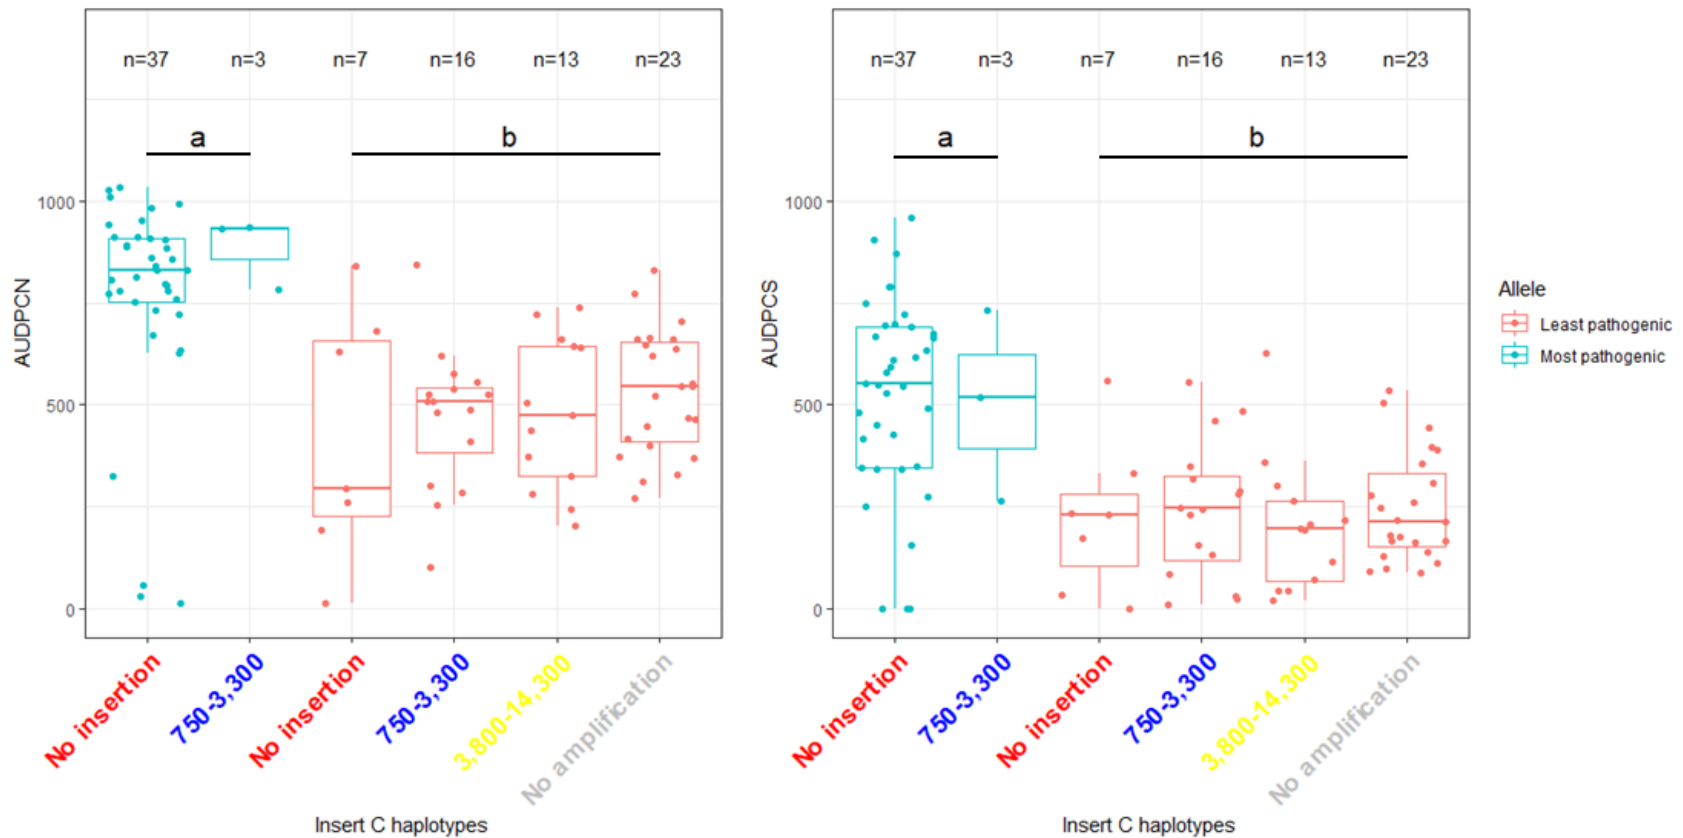 n=37 n=3 n=7 n=16 n=13 n=23
a b
1000
500
0
AUDPCN
No insertion
750-3,300
No insertion
750-3,300
3,800-14,300
No amplification
Insert C haplotypes
n=37 n=3 n=7 n=16 n=13 n=23
a b
1000
500
0
AUDPCS
No insertion
750-3,300
No insertion
750-3,300
3,800-14,300
No amplification
Insert C haplotypes
Allele
Least pathogenic
Most pathogenic